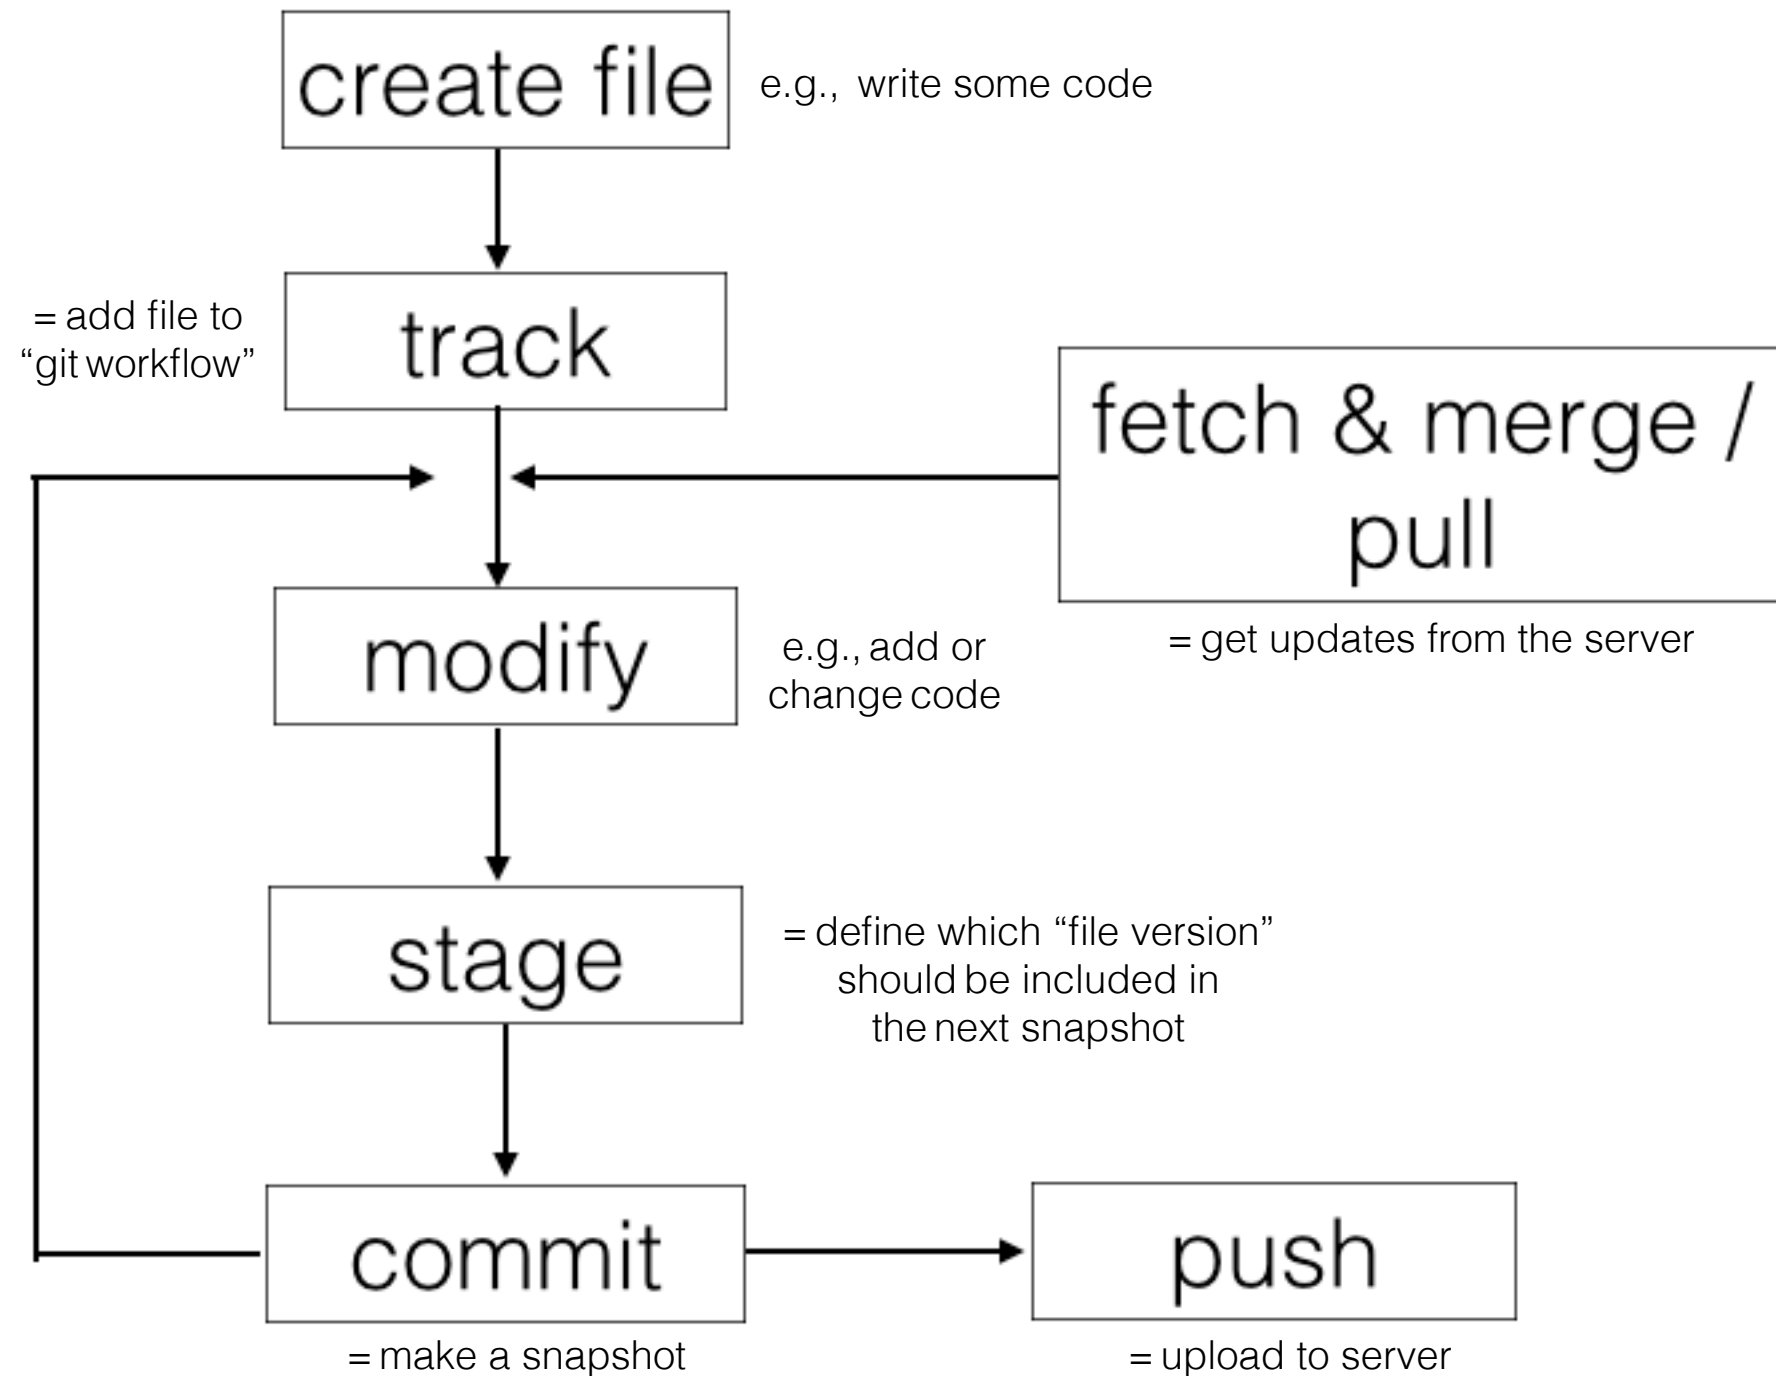 create file
e.g., write some code
= add file to
“git workflow”
track
fetch & merge /
pull
= get updates from the server
modify
e.g., add or
change code
stage
= define which “file version”
should be included in
the next snapshot
commit
= make a snapshot
push
= upload to server